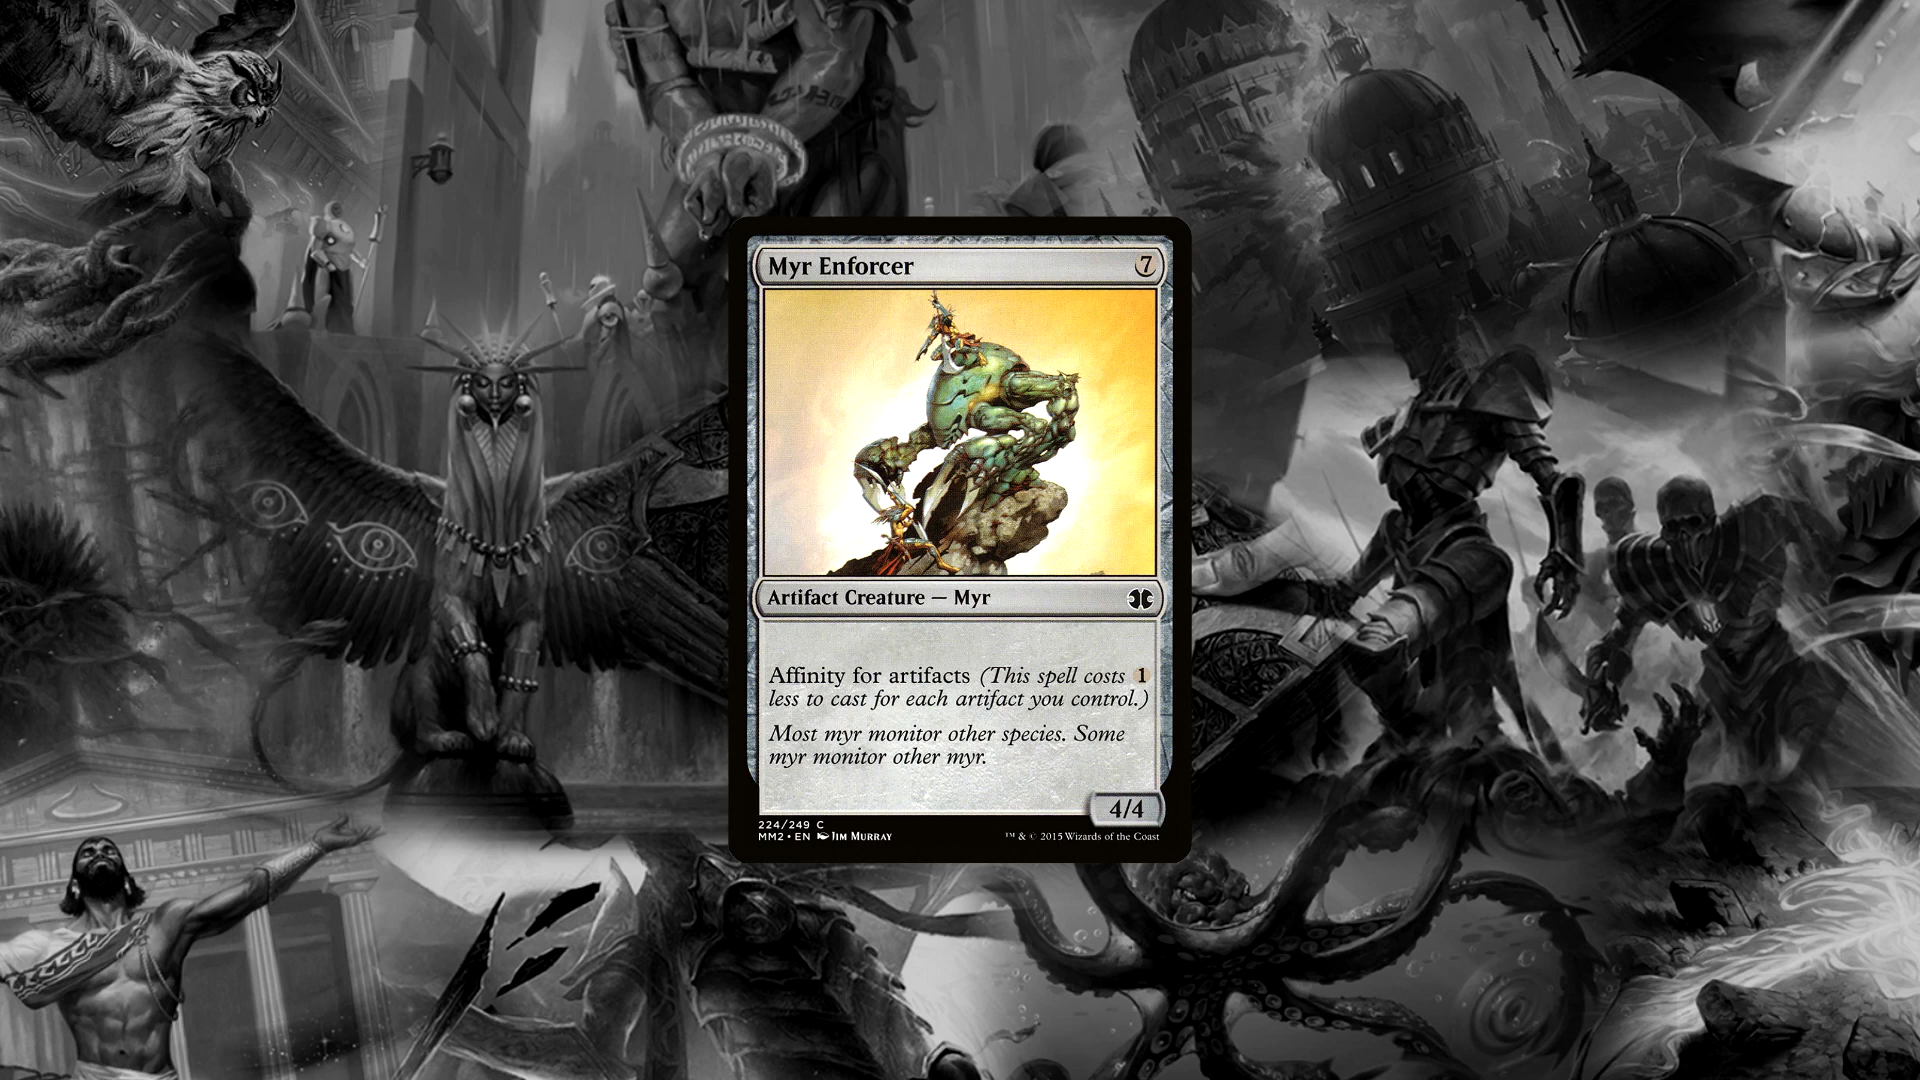 Myr Enforcer 7
Artifact Creature — Myr
Affinity for artifacts (This spell costs 1
less to cast for each artifact you control.)
Most myr monitor other species. Some
myr monitor other myr.
4/4
224/249 C
MM2 • EN Jim Murray
™ & © 2015 Wizards of the Coast